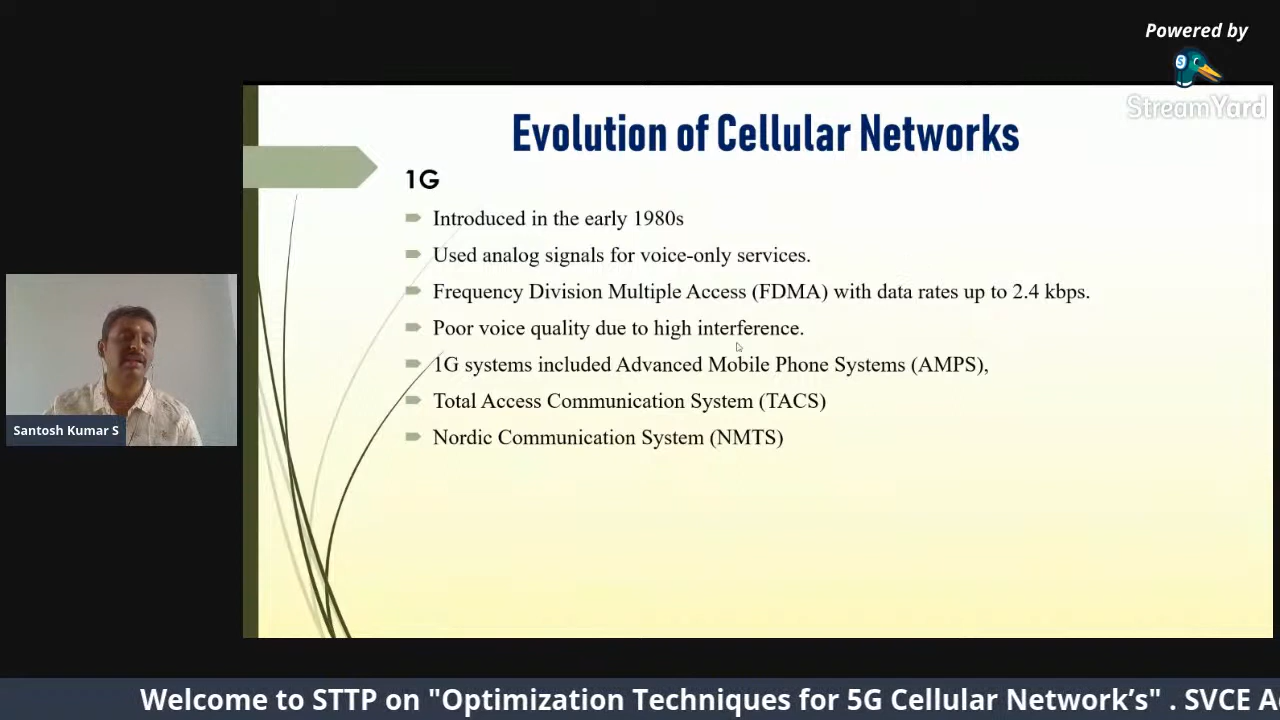 Powered by
StreamYard
Evolution of Cellular Networks
1G
Introduced in the early 1980s
Used analog signals for voice-only services.
Frequency Division Multiple Access (FDMA) with data rates up to 2.4 kbps.
Poor voice quality due to high interference.
1G systems included Advanced Mobile Phone Systems (AMPS),
Total Access Communication System (TACS)
Nordic Communication System (NMTS)
Santosh Kumar S
Welcome to STTP on "Optimization Techniques for 5G Cellular Network’s" . SVCE A